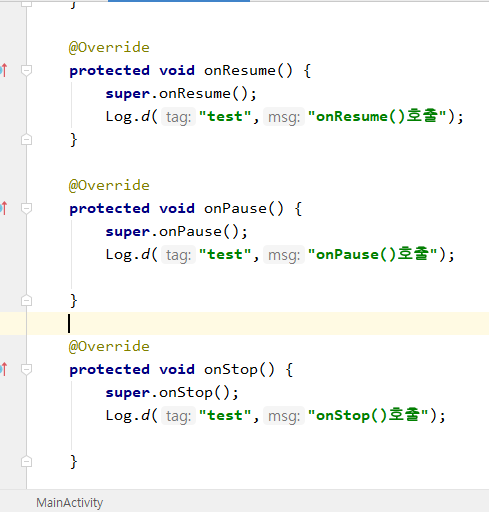 }
@Override
protected void onResume() {
super.onResume();
Log.d( tag: "test", msg: "onResume()호출");
}
@Override
protected void onPause() {
super.onPause();
Log.d( tag: "test", msg: "onPause()호출");
}
@Override
protected void onStop() {
super.onStop();
Log.d( tag: "test", msg: "onStop()호출");
}
MainActivity